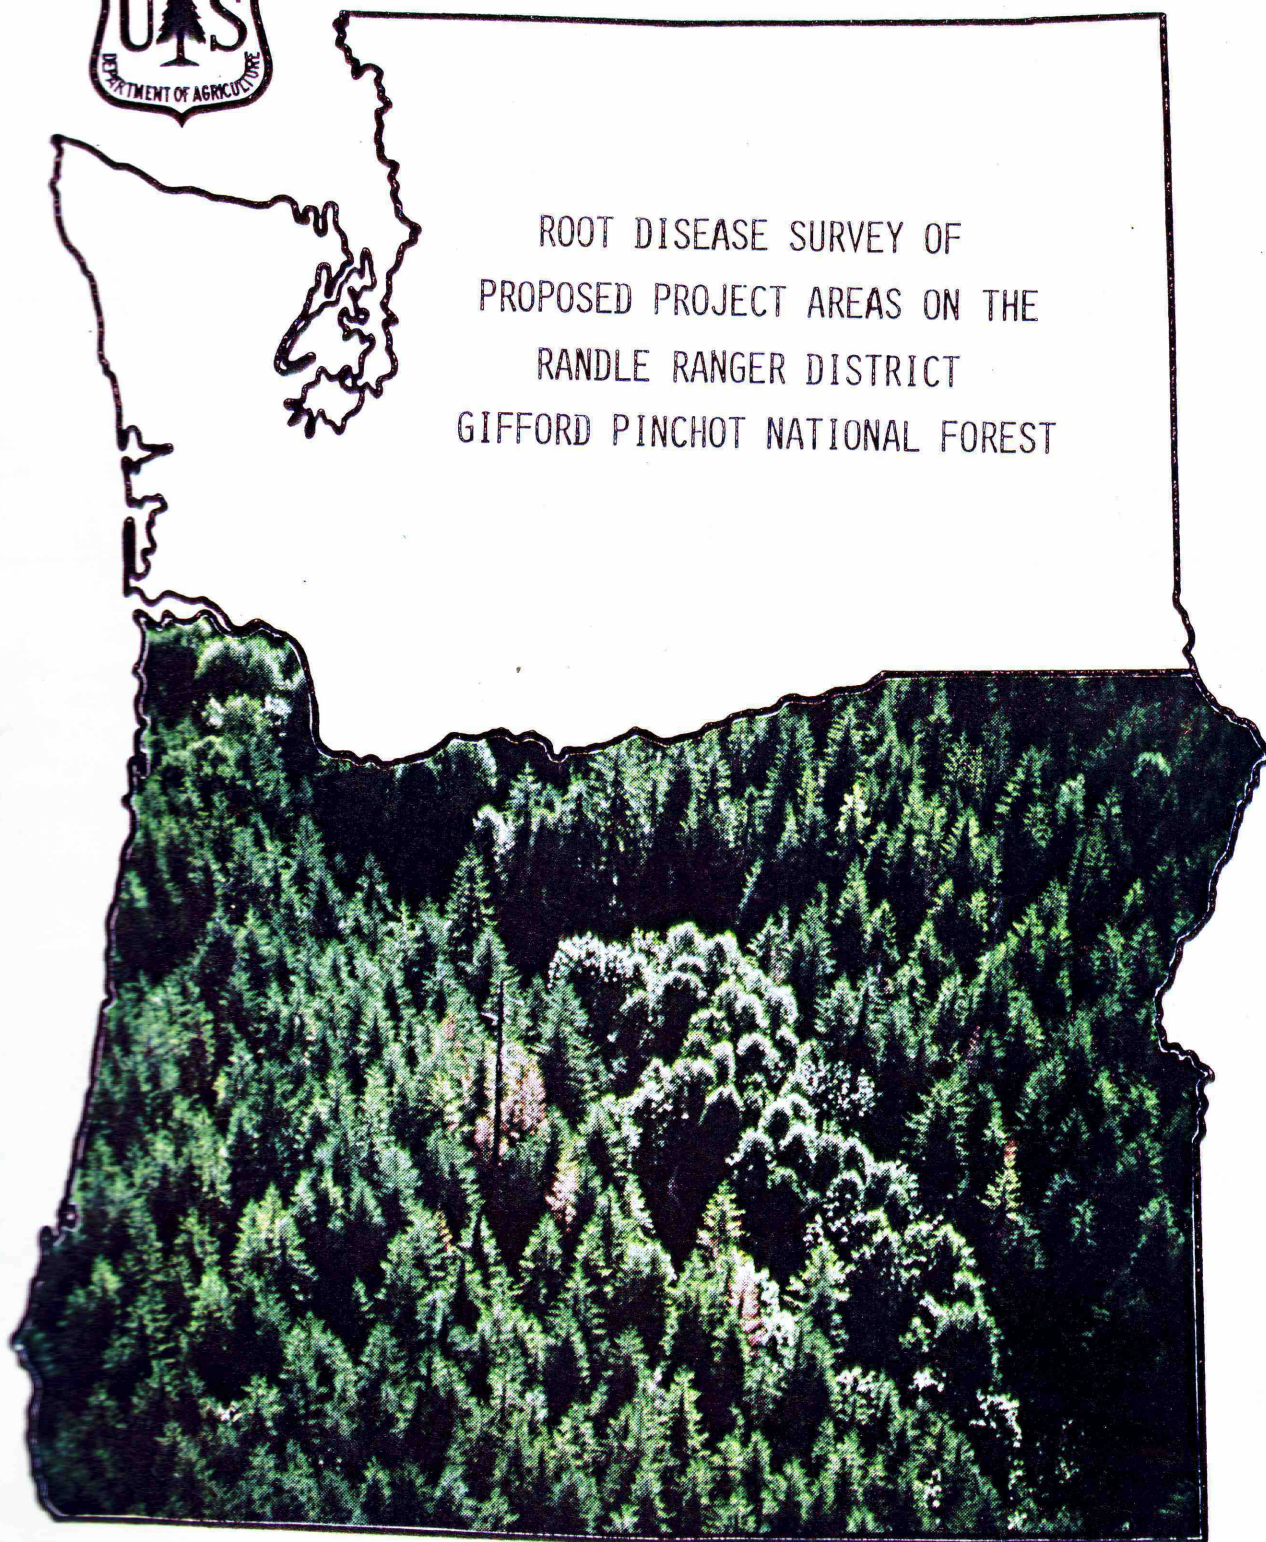 U S
DEPARTMENT OF AGRICULTURE
ROOT DISEASE SURVEY OF
PROPOSED PROJECT AREAS ON THE
RANDLE RANGER DISTRICT
GIFFORD PINCHOT NATIONAL FOREST